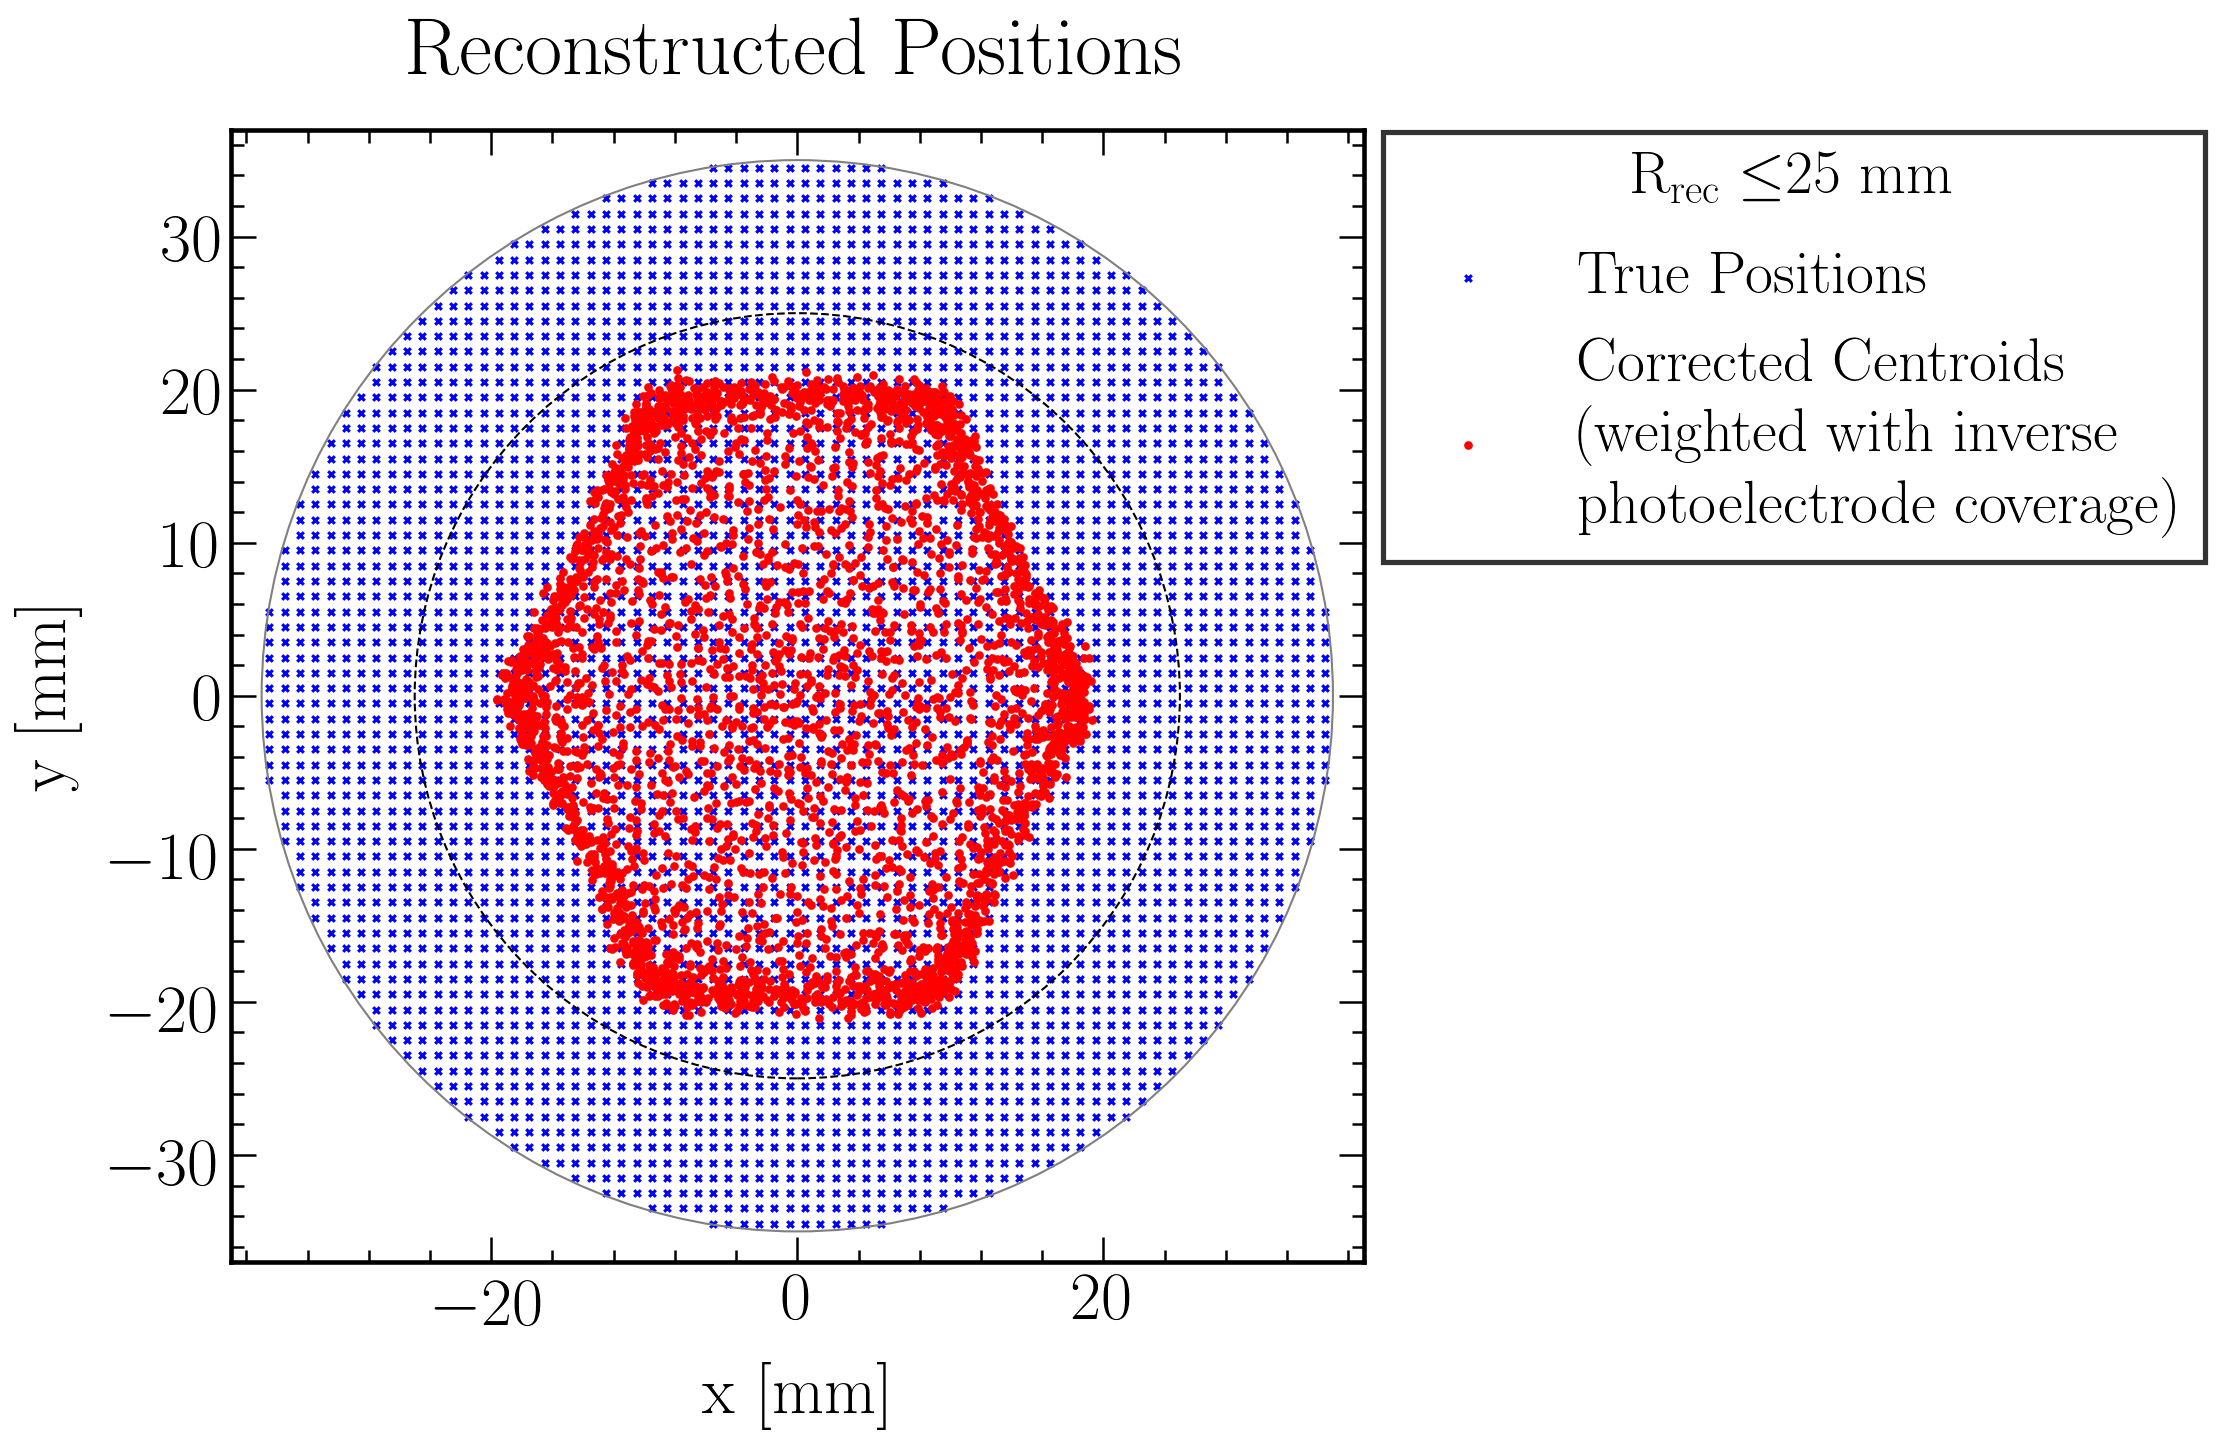 Reconstructed Positions
R_rec ≤25 mm
True Positions
Corrected Centroids
(weighted with inverse
photoelectrode coverage)
30
20
10
0
−10
−20
−30
y [mm]
−20 0 20
x [mm]